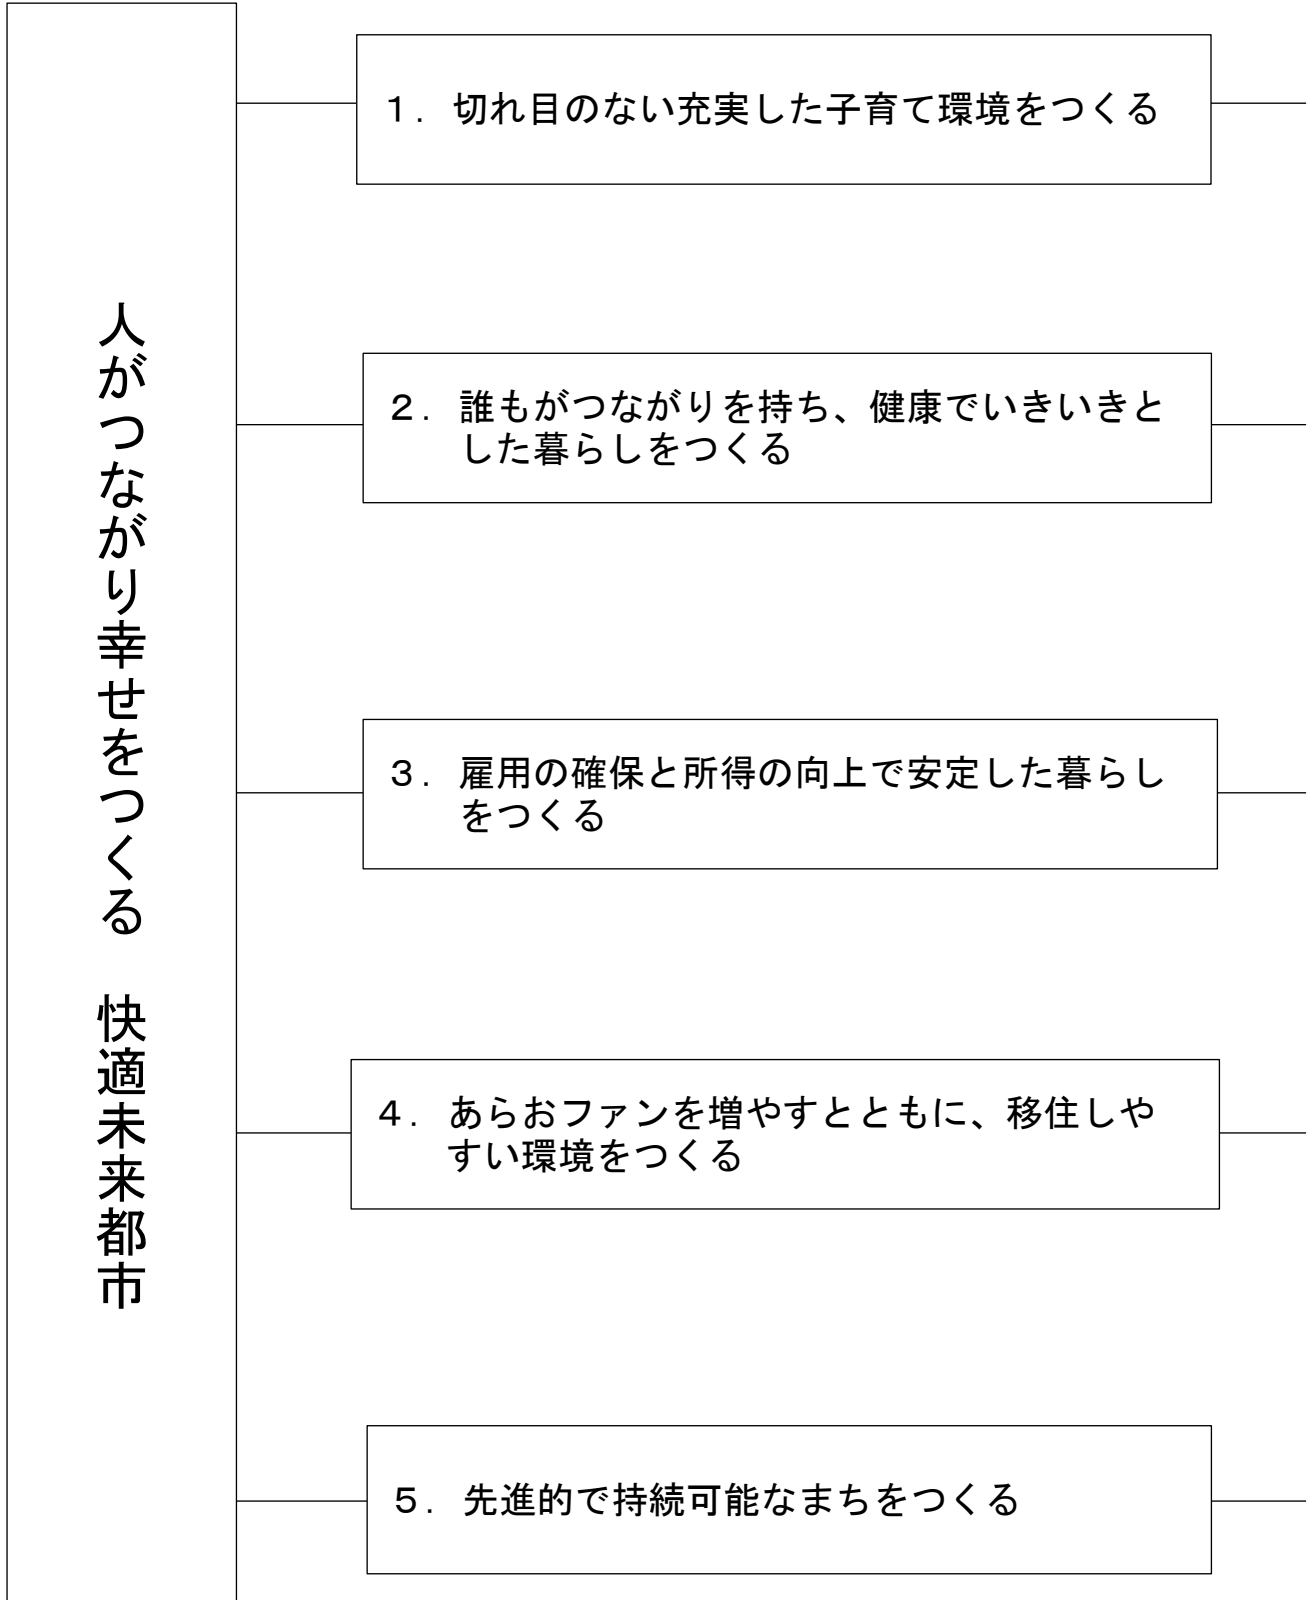 人がつながり幸せをつくる　快適未来都市
１．切れ目のない充実した子育て環境をつくる
２．誰もがつながりを持ち、健康でいきいきと
した暮らしをつくる
３．雇用の確保と所得の向上で安定した暮らし
をつくる
４．あらおファンを増やすとともに、移住しや
すい環境をつくる
５．先進的で持続可能なまちをつくる